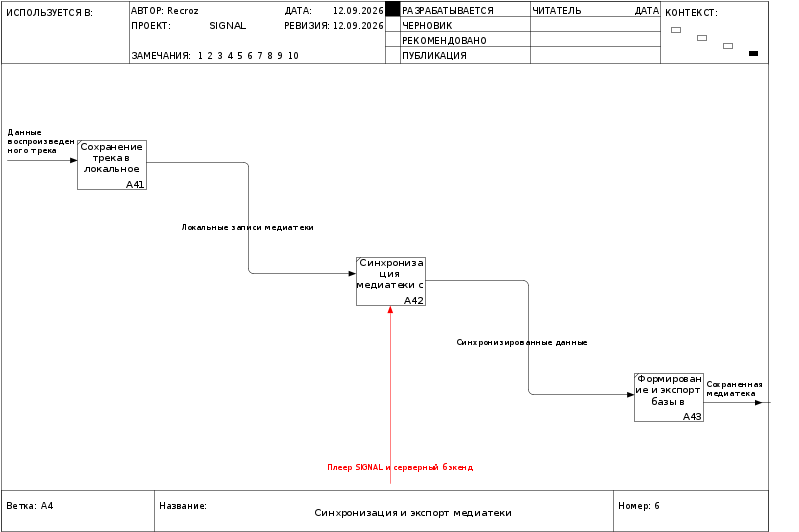 ИСПОЛЬЗУЕТСЯ В:
АВТОР: Recroz
ДАТА: 12.09.2026
РАЗРАБАТЫВАЕТСЯ
ЧИТАТЕЛЬ
ДАТА
КОНТЕКСТ:
ПРОЕКТ: SIGNAL
РЕВИЗИЯ: 12.09.2026
ЧЕРНОВИК
РЕКОМЕНДОВАНО
ЗАМЕЧАНИЯ: 1 2 3 4 5 6 7 8 9 10
ПУБЛИКАЦИЯ
Данные
воспроизведен
ного трека
Сохранение
трека в
локальное
A41
Локальные записи медиатеки
Синхрониза
ция
медиатеки с
A42
Синхронизированные данные
Формирован
ие и экспорт
базы в
A43
Сохраненная
медиатека
Плеер SIGNAL и серверный бэкенд
Ветка: A4
Название:
Синхронизация и экспорт медиатеки
Номер: 6